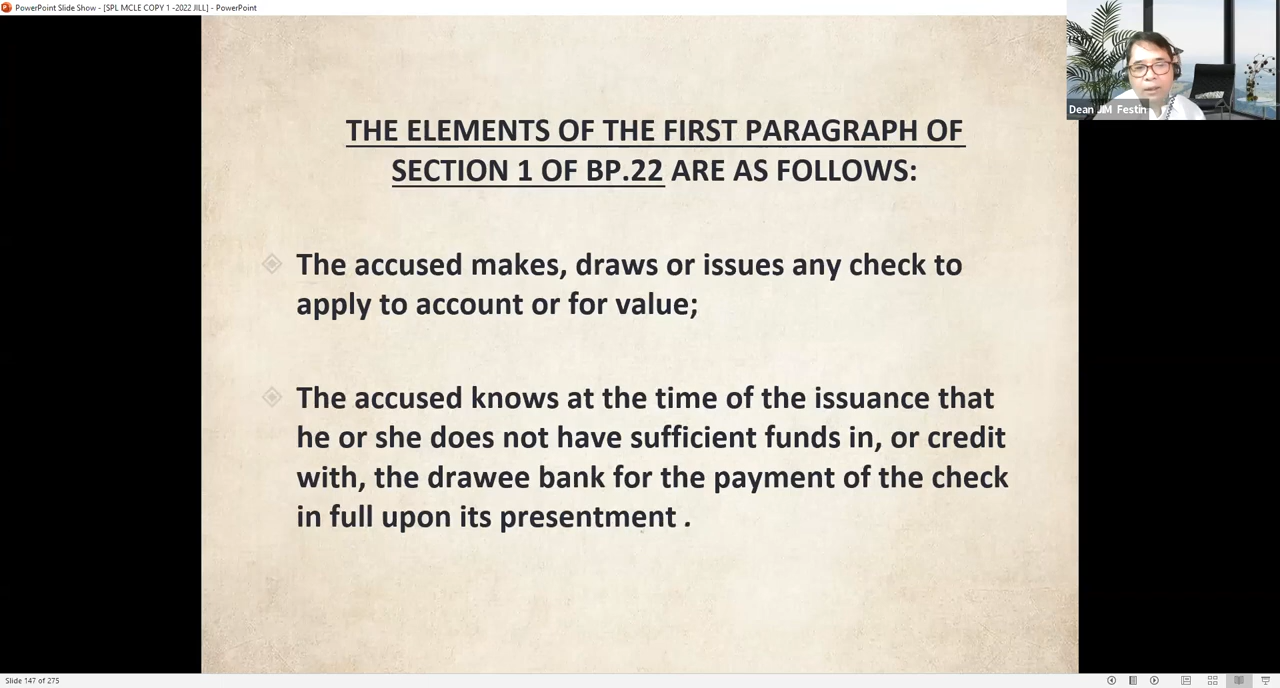 PowerPoint Slide Show - [SPL MCLE COPY 1 -2022 JILL] - PowerPoint
Dean JIM Festin
THE ELEMENTS OF THE FIRST PARAGRAPH OF
SECTION 1 OF BP.22 ARE AS FOLLOWS:
The accused makes, draws or issues any check to
apply to account or for value;
The accused knows at the time of the issuance that
he or she does not have sufficient funds in, or credit
with, the drawee bank for the payment of the check
in full upon its presentment .
Slide 147 of 275